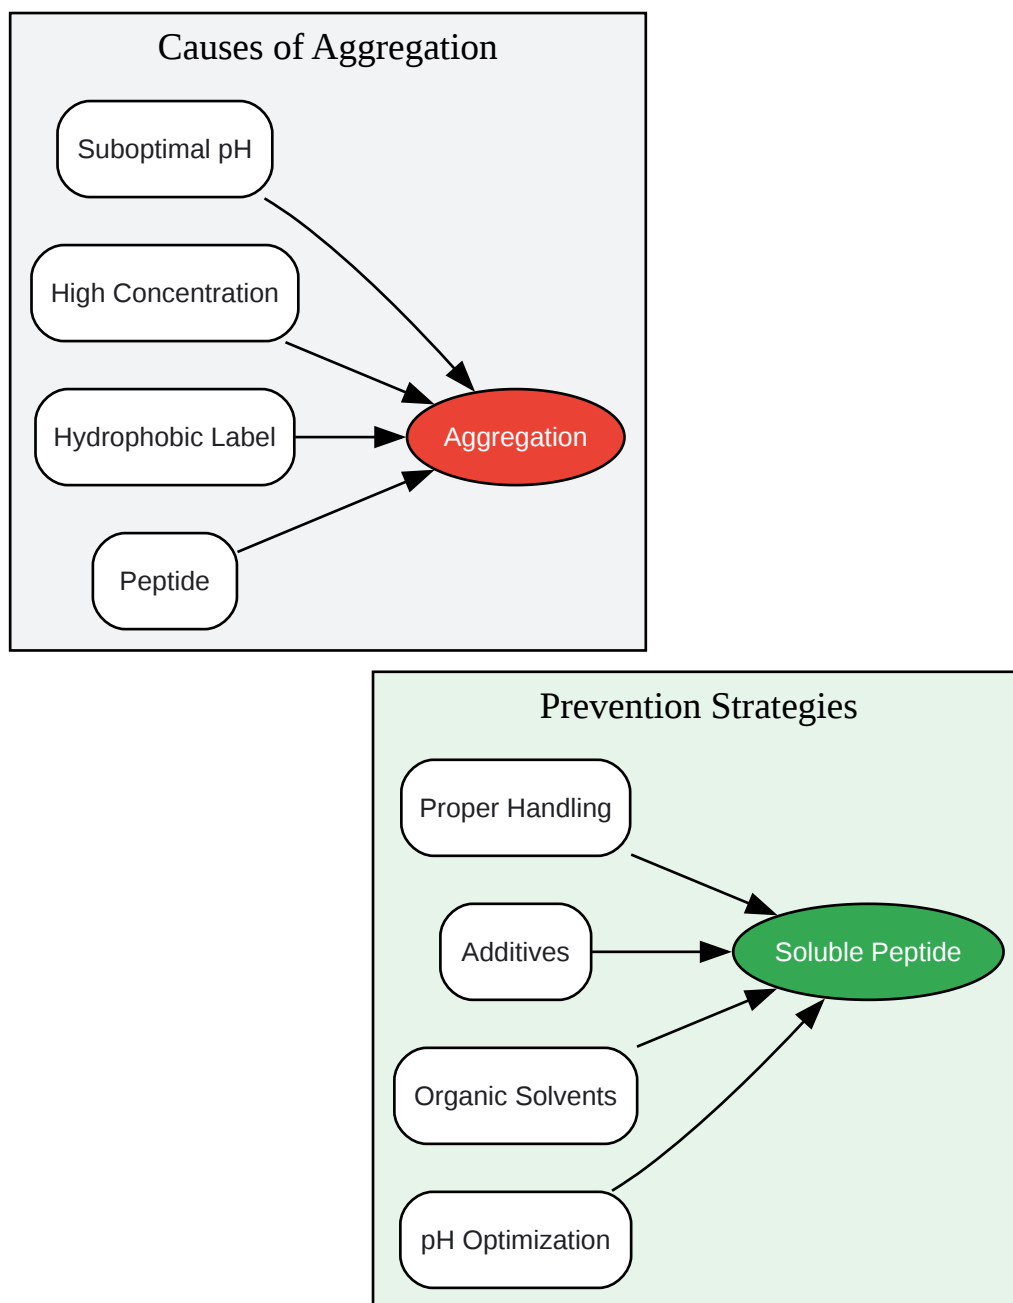 Causes of Aggregation
Suboptimal pH
High Concentration
Hydrophobic Label
Aggregation
Peptide
Prevention Strategies
Proper Handling
Additives
Soluble Peptide
Organic Solvents
pH Optimization